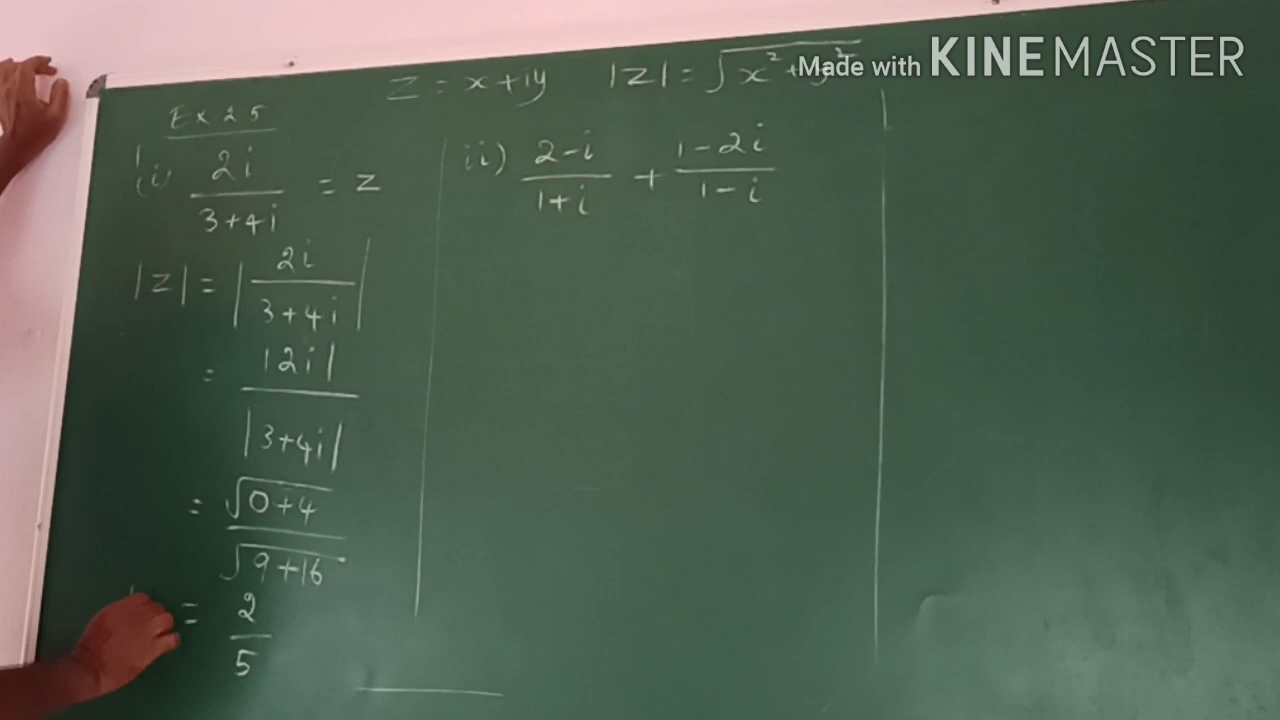 Made with KINEMASTER
z = x+iy |z| = √x²+y²
Ex 2 5
1
(i) 2i / 3+4i = z
|z| = | 2i / 3+4i |
= |2i| / |3+4i|
= √0+4 / √9+16
= 2 / 5
ii) 2-i / 1+i + 1-2i / 1-i